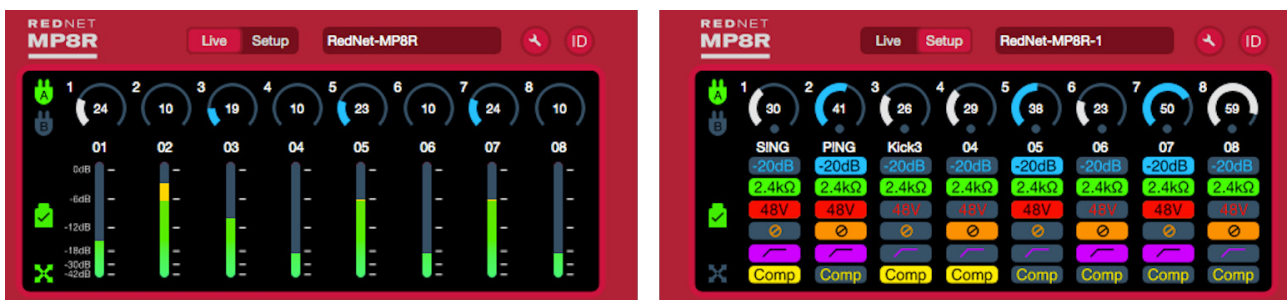 REDNET
MP8R
Live Setup RedNet-MP8R ID
A
B
1 2 3 4 5 6 7 8
24 10 19 10 23 10 24 10
01 02 03 04 05 06 07 08
0dB
-6dB
-12dB
-18dB
-30dB
-42dB
REDNET
MP8R
Live Setup RedNet-MP8R-1 ID
A
B
1 2 3 4 5 6 7 8
30 41 26 29 38 23 50 59
SING PING Kick3 04 05 06 07 08
-20dB -20dB -20dB -20dB -20dB -20dB -20dB -20dB
2.4kΩ 2.4kΩ 2.4kΩ 2.4kΩ 2.4kΩ 2.4kΩ 2.4kΩ 2.4kΩ
48V 48V 48V 48V 48V 48V 48V 48V
Comp Comp Comp Comp Comp Comp Comp Comp